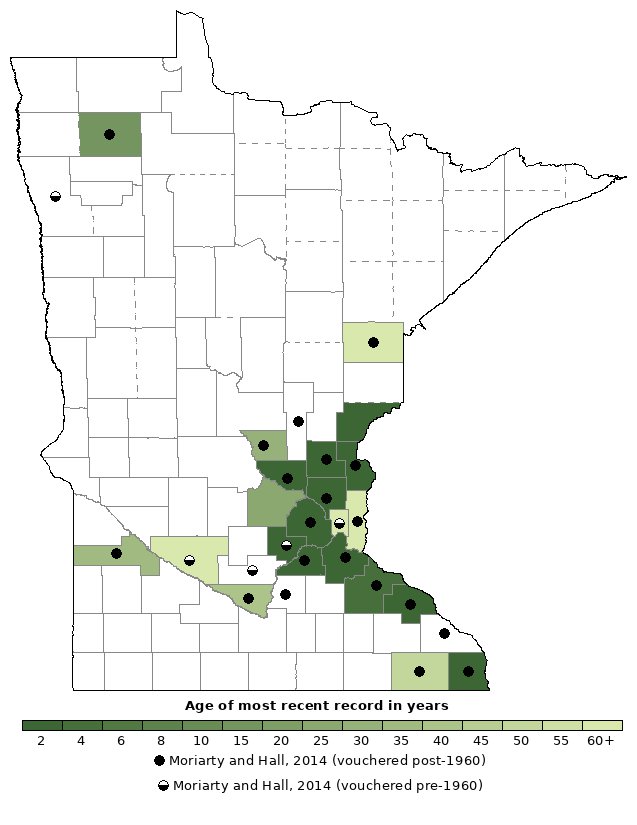 Age of most recent record in years
2 4 6 8 10 15 20 25 30 35 40 45 50 55 60+
Moriarty and Hall, 2014 (vouchered post-1960)
Moriarty and Hall, 2014 (vouchered pre-1960)